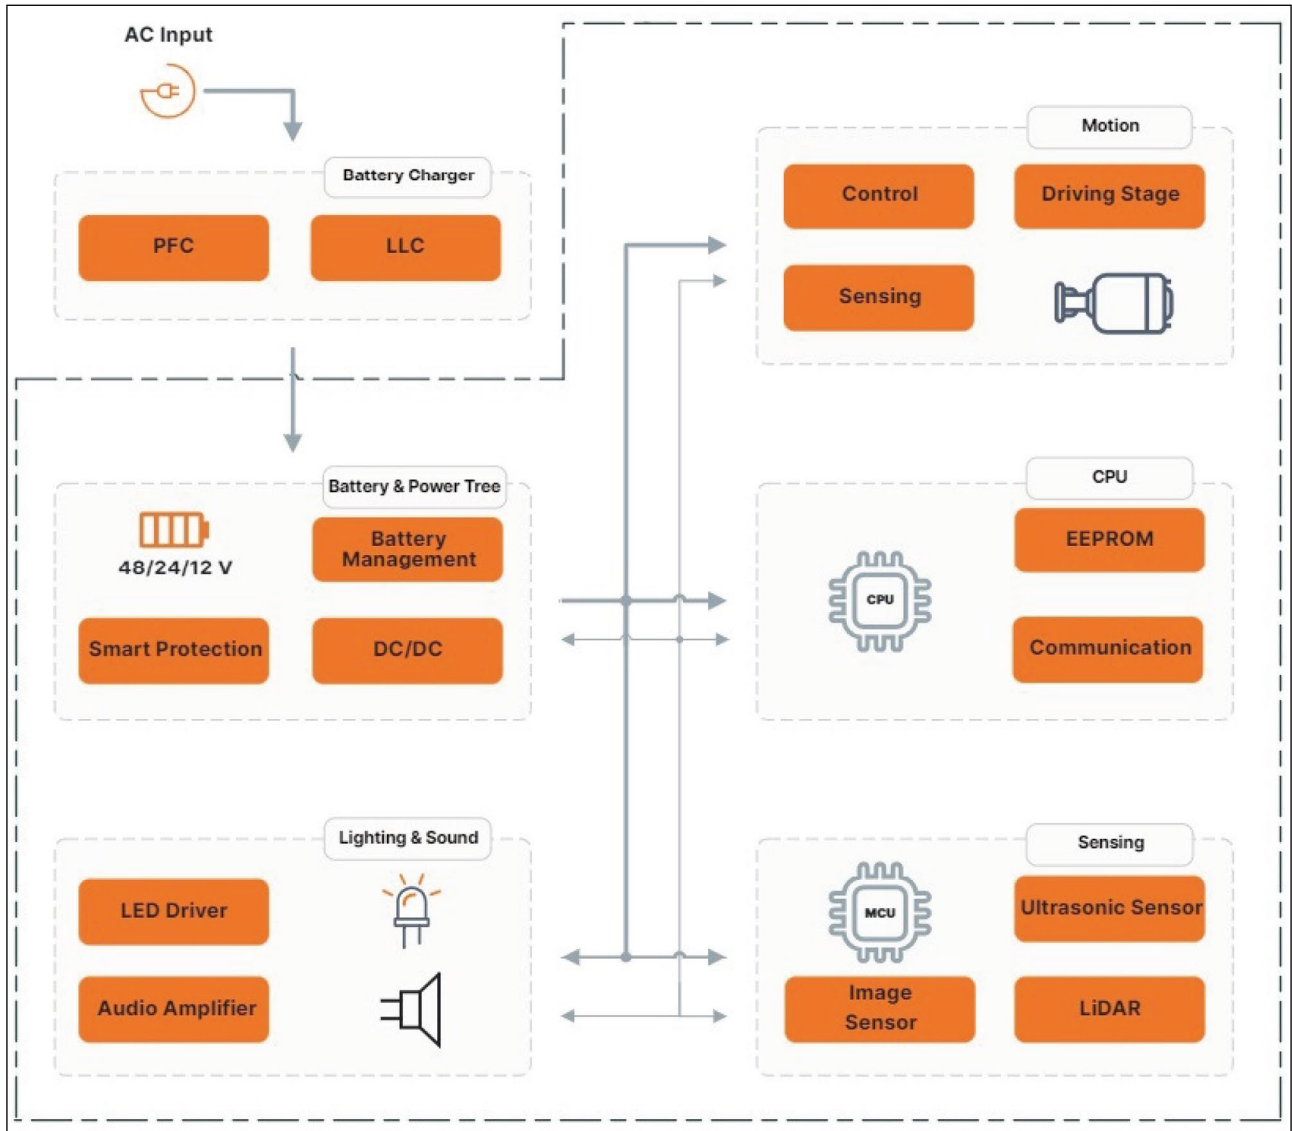 AC Input
Battery Charger
PFC
LLC
Motion
Control
Driving Stage
Sensing
Battery & Power Tree
48/24/12 V
Battery
Management
Smart Protection
DC/DC
CPU
CPU
EEPROM
Communication
Lighting & Sound
LED Driver
Audio Amplifier
Sensing
MCU
Ultrasonic Sensor
Image
Sensor
LiDAR